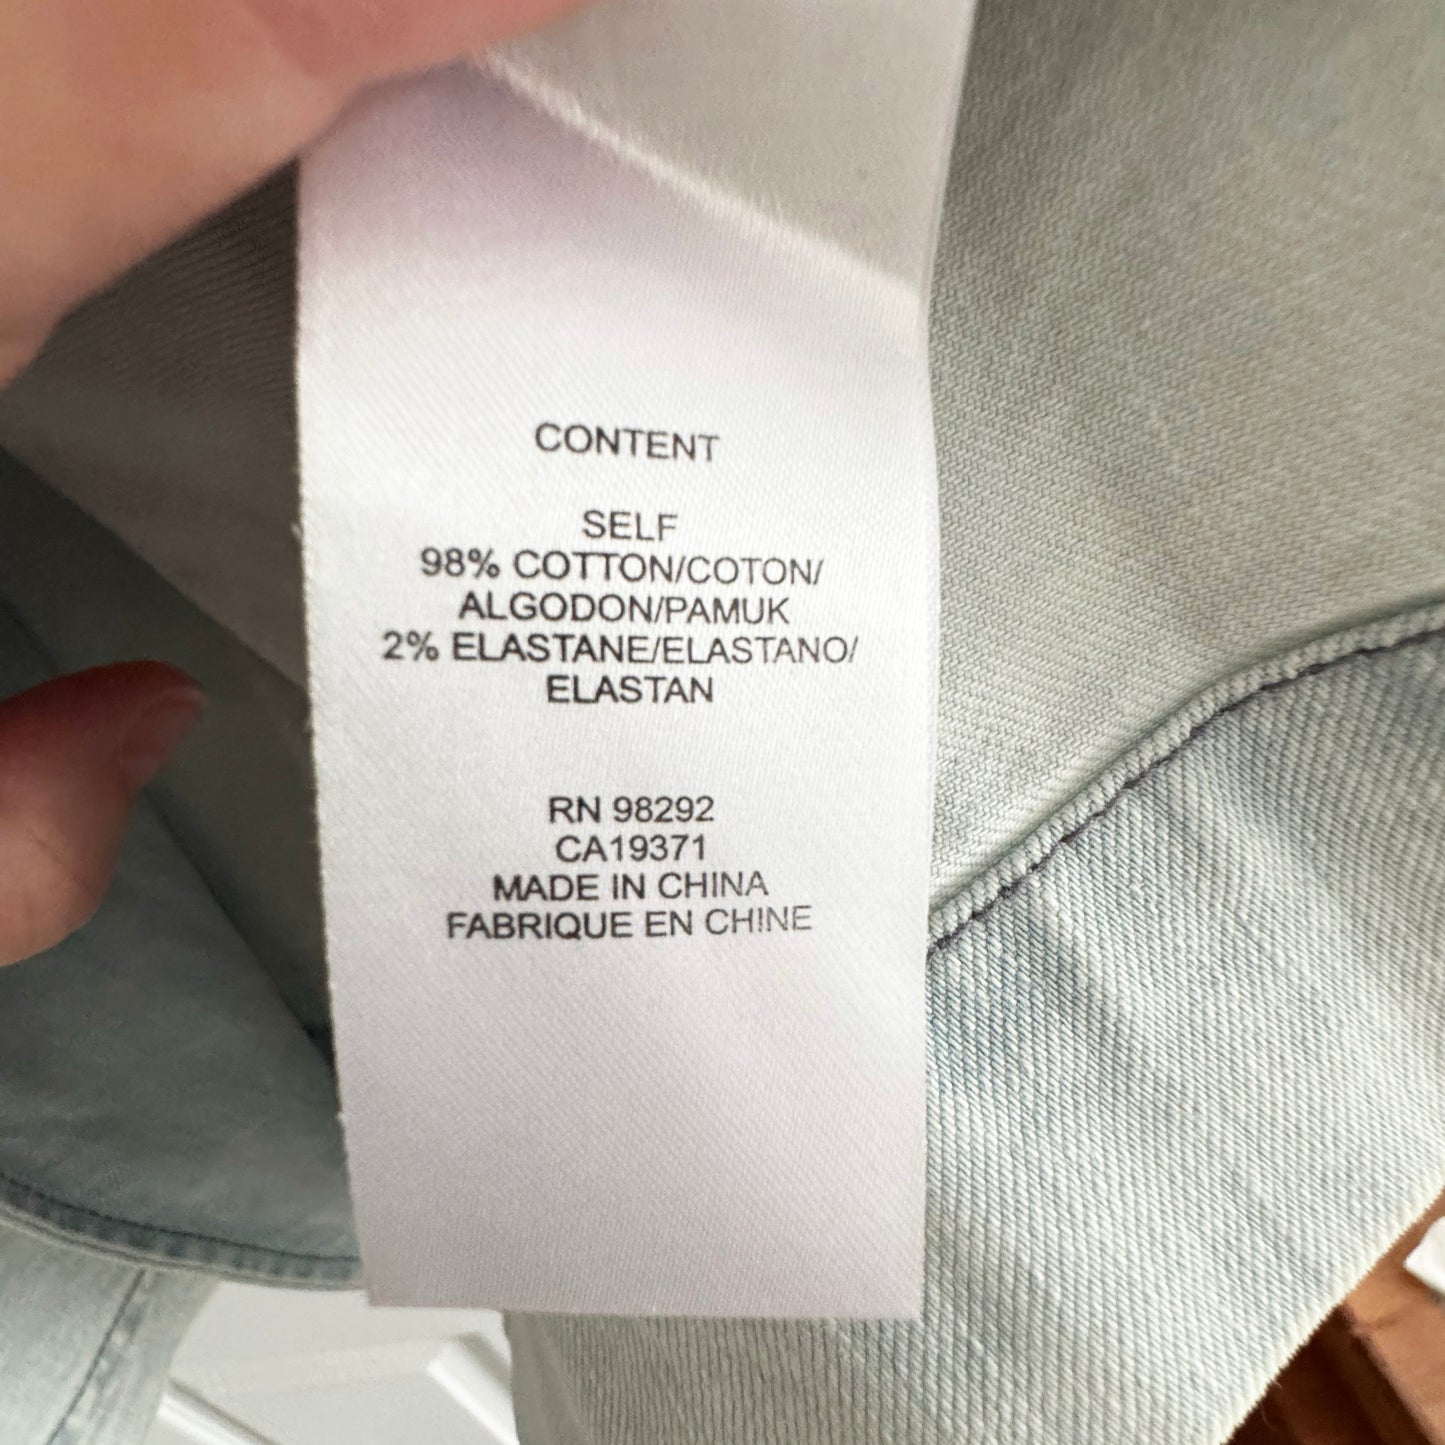 CONTENT
SELF
98% COTTON/COTON/
ALGODON/PAMUK
2% ELASTANE/ELASTANO/
ELASTAN
RN 98292
CA19371
MADE IN CHINA
FABRIQUE EN CHINE